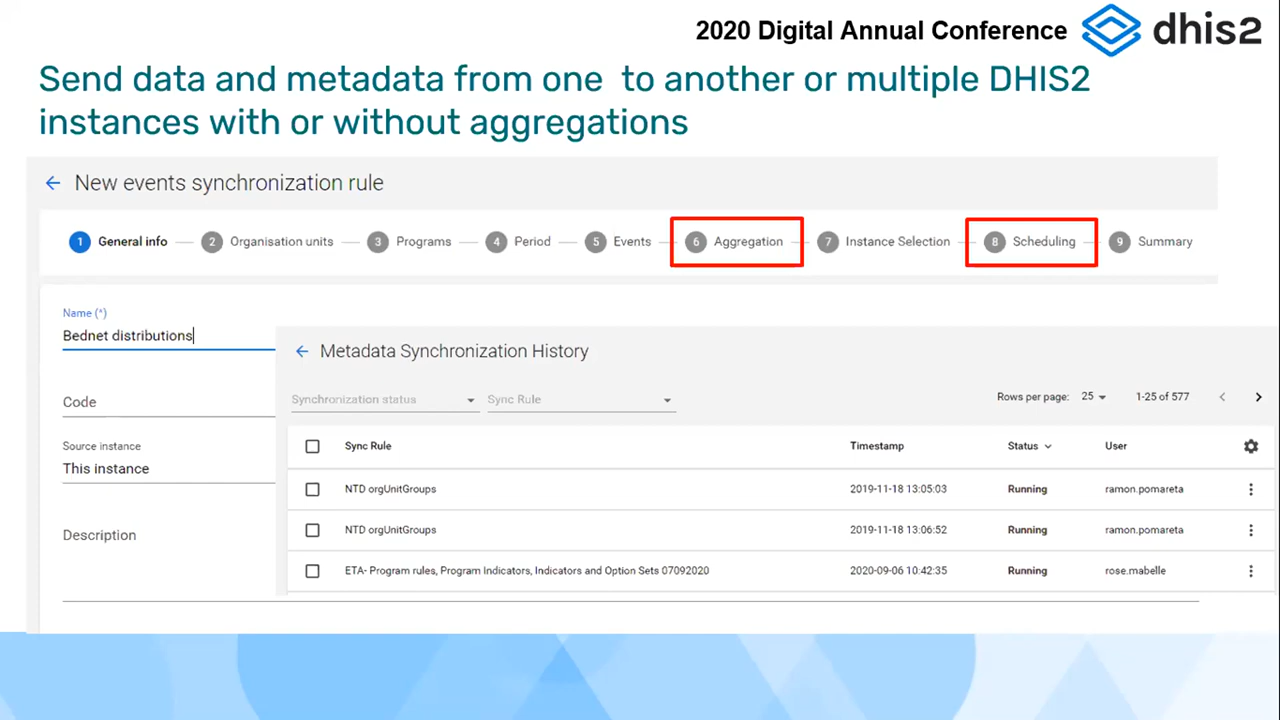 2020 Digital Annual Conference dhis2
Send data and metadata from one to another or multiple DHIS2
instances with or without aggregations
New events synchronization rule
1 General info 2 Organisation units 3 Programs 4 Period 5 Events 6 Aggregation 7 Instance Selection 8 Scheduling 9 Summary
Name (*)
Bednet distributions
Code
Source instance
This instance
Description
Metadata Synchronization History
Synchronization status Sync Rule Rows per page: 25 1-25 of 577
Sync Rule Timestamp Status User
NTD orgUnitGroups 2019-11-18 13:05:03 Running ramon.pomareta
NTD orgUnitGroups 2019-11-18 13:06:52 Running ramon.pomareta
ETA- Program rules, Program Indicators, Indicators and Option Sets 07092020 2020-09-06 10:42:35 Running rose.mabelle